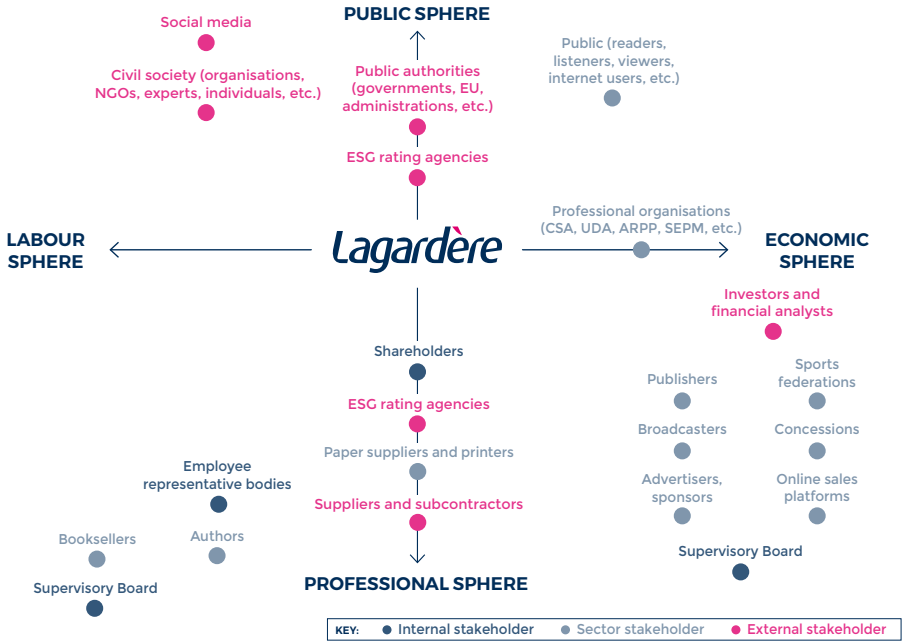 PUBLIC SPHERE
Social media
Civil society (organisations,
NGOs, experts, individuals, etc.)
Public authorities
(governments, EU,
administrations, etc.)
Public (readers,
listeners, viewers,
internet users, etc.)
ESG rating agencies
LABOUR
SPHERE
Lagardère
Professional organisations
(CSA, UDA, ARPP, SEPM, etc.)
ECONOMIC
SPHERE
Investors and
financial analysts
Shareholders
ESG rating agencies
Paper suppliers and printers
Suppliers and subcontractors
Publishers
Sports
federations
Broadcasters
Concessions
Advertisers,
sponsors
Online sales
platforms
Supervisory Board
Employee
representative bodies
Booksellers
Authors
Supervisory Board
PROFESSIONAL SPHERE
KEY: Internal stakeholder Sector stakeholder External stakeholder